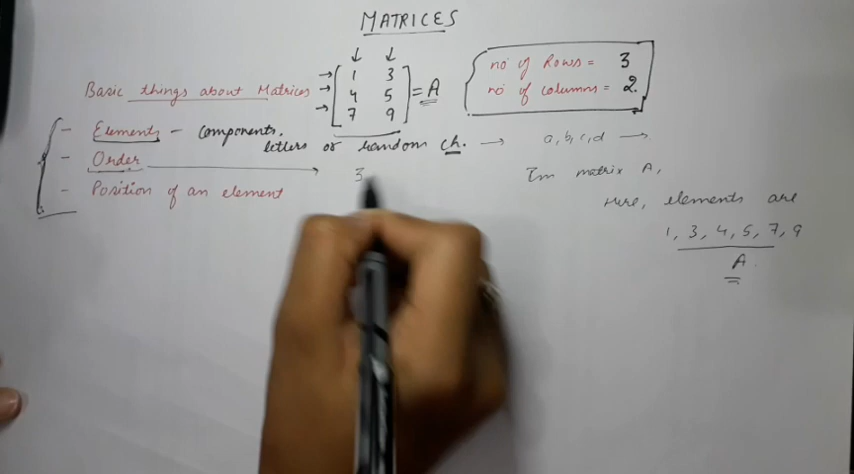 MATRICES
Basic things about Matrices
1 3
4 5
7 9
= A
no of Rows = 3
no of columns = 2
- Elements - components.
letters or random ch. → a, b, c, d →
- Order → 3
- Position of an element
In matrix A,
Here, elements are
1, 3, 4, 5, 7, 9
A